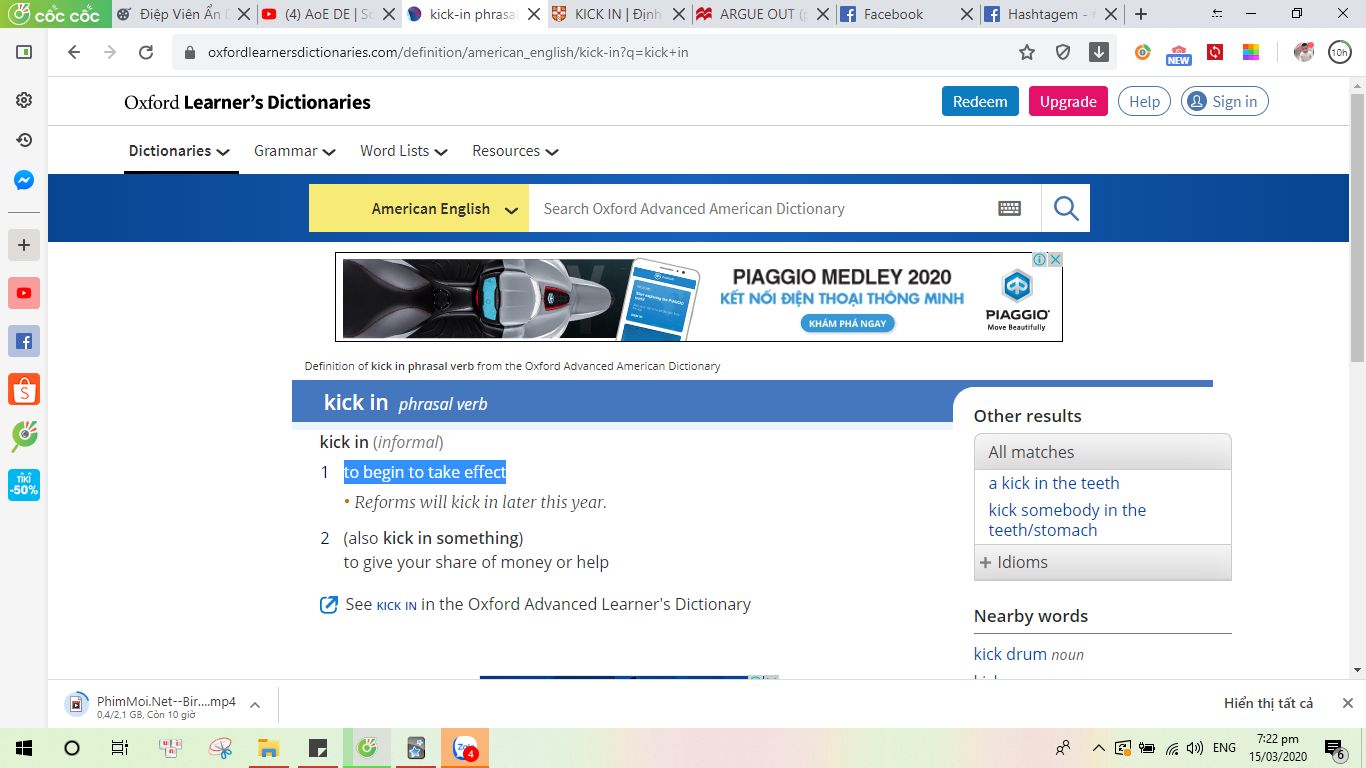 cốc cốc
Điệp Viên Ẩn D
(4) AoE DE | Sc
kick-in phrasal
KICK IN | Định
ARGUE OUT (p
Facebook
Hashtagem - #
oxfordlearnersdictionaries.com/definition/american_english/kick-in?q=kick+in
NEW
10h
Oxford Learner's Dictionaries
Redeem
Upgrade
Help
Sign in
Dictionaries
Grammar
Word Lists
Resources
American English
Search Oxford Advanced American Dictionary
PIAGGIO MEDLEY 2020
KẾT NỐI ĐIỆN THOẠI THÔNG MINH
KHÁM PHÁ NGAY
PIAGGIO
Move Beautifully
Definition of kick in phrasal verb from the Oxford Advanced American Dictionary
kick in phrasal verb
kick in (informal)
1 to begin to take effect
• Reforms will kick in later this year.
2 (also kick in something)
to give your share of money or help
See KICK IN in the Oxford Advanced Learner's Dictionary
Other results
All matches
a kick in the teeth
kick somebody in the
teeth/stomach
+ Idioms
Nearby words
kick drum noun
TIKI
-50%
PhimMoi.Net--Bir....mp4
0,4/2,1 GB, Còn 10 giờ
Hiển thị tất cả
Zalo
4
ENG
7:22 pm
15/03/2020
6